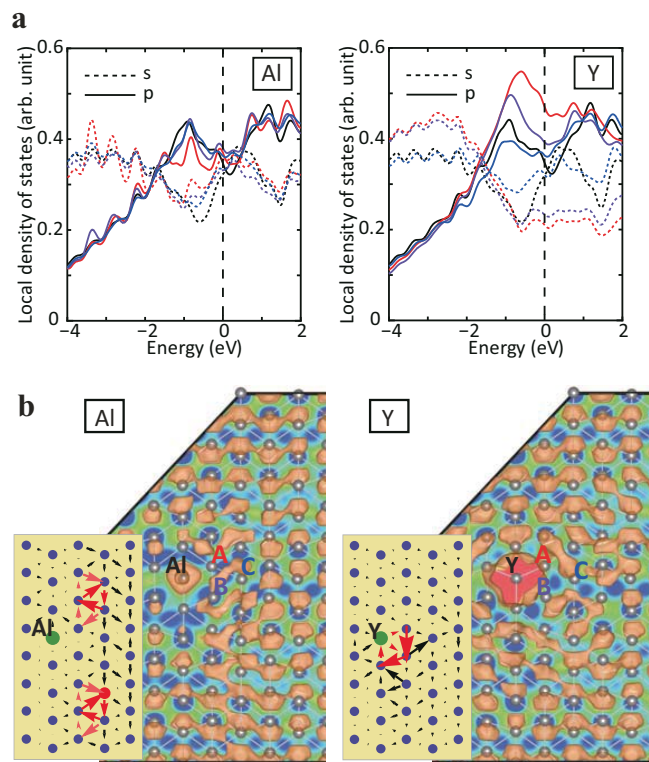 a
0.6
0.4
0.2
0
Local density of states (arb. unit)
s
p
Al
−4
−2
0
2
Energy (eV)
0.6
0.4
0.2
0
Local density of states (arb. unit)
s
p
Y
−4
−2
0
2
Energy (eV)
b
Al
Al
A
B
C
Al
Y
Y
A
B
C
Y